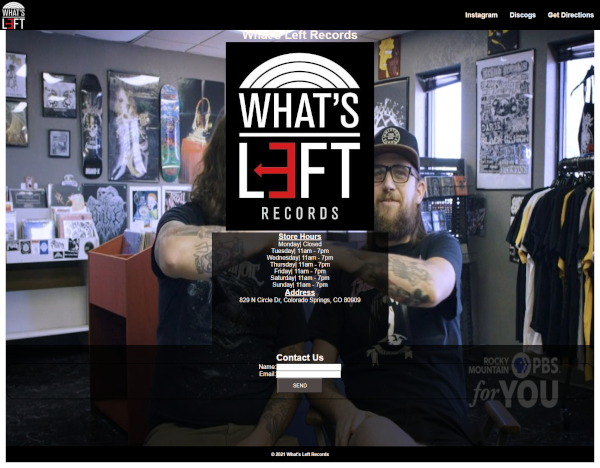 WHAT'S
LEFT
Instagram
Discogs
Get Directions
What's Left Records
WHAT'S
LEFT
RECORDS
Store Hours
Monday| Closed
Tuesday| 11am - 7pm
Wednesday| 11am - 7pm
Thursday| 11am - 7pm
Friday| 11am - 7pm
Saturday| 11am - 7pm
Sunday| 11am - 7pm
Address
829 N Circle Dr, Colorado Springs, CO 80909
Contact Us
Name:
Email:
SEND
ROCKY
MOUNTAIN PBS.
for YOU
© 2021 What's Left Records